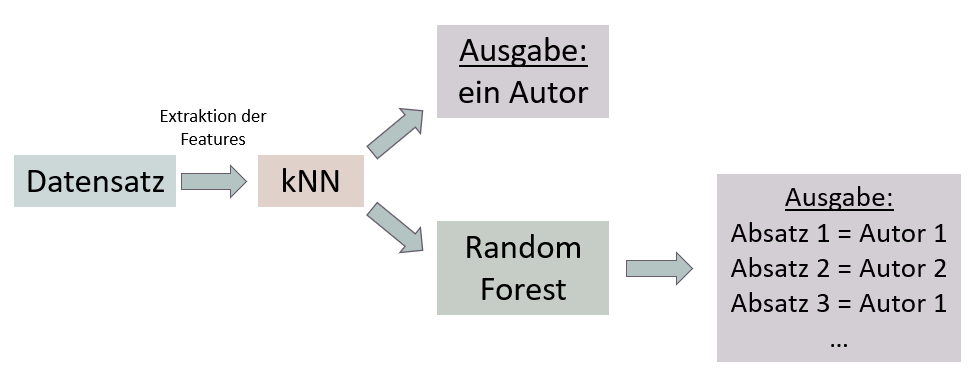 Ausgabe:
ein Autor
Extraktion der
Features
Datensatz
kNN
Random
Forest
Ausgabe:
Absatz 1 = Autor 1
Absatz 2 = Autor 2
Absatz 3 = Autor 1
...